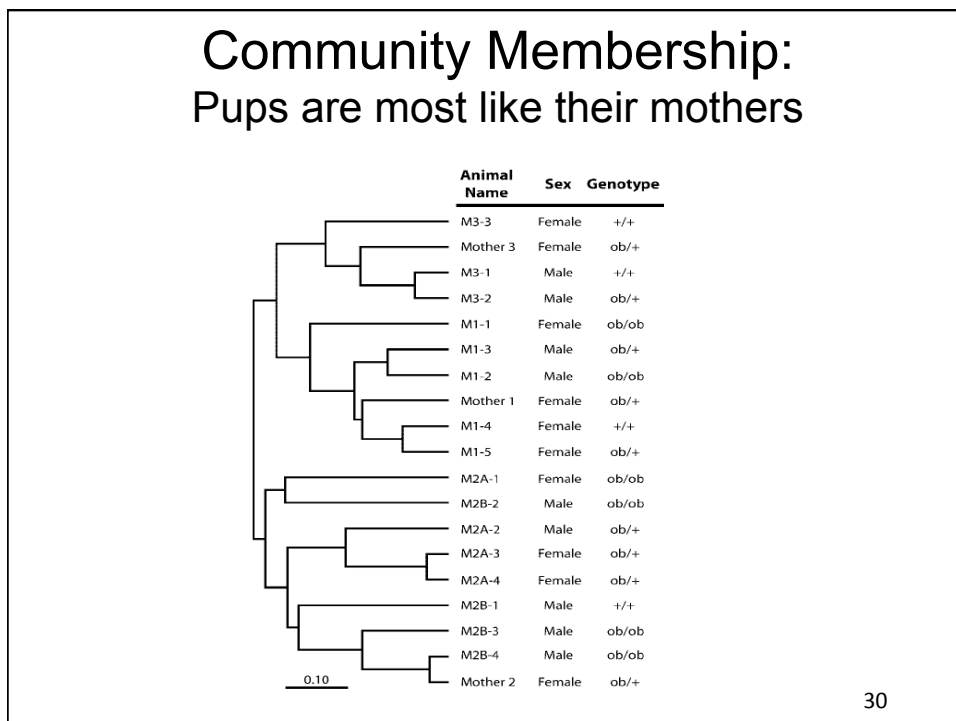 Community Membership:
Pups are most like their mothers
Animal
Name Sex Genotype
M3-3 Female +/+
Mother 3 Female ob/+
M3-1 Male +/+
M3-2 Male ob/+
M1-1 Female ob/ob
M1-3 Male ob/+
M1-2 Male ob/ob
Mother 1 Female ob/+
M1-4 Female +/+
M1-5 Female ob/+
M2A-1 Female ob/ob
M2B-2 Male ob/ob
M2A-2 Male ob/+
M2A-3 Female ob/+
M2A-4 Female ob/+
M2B-1 Male +/+
M2B-3 Male ob/ob
M2B-4 Male ob/ob
Mother 2 Female ob/+
0.10
30